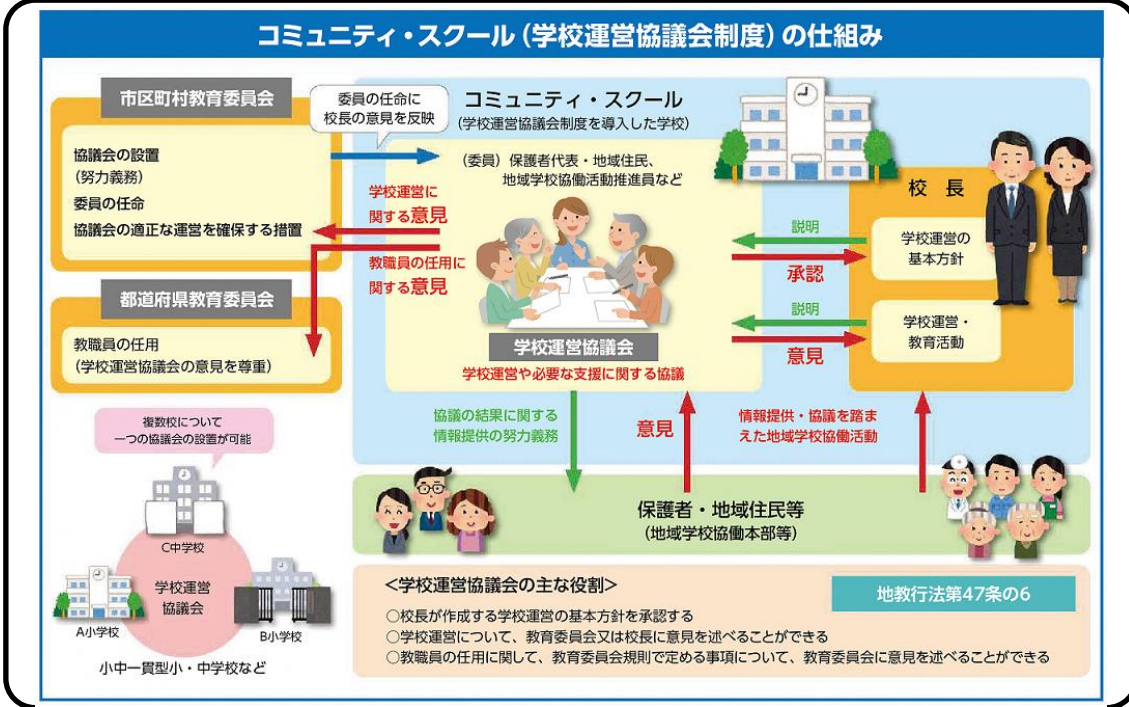 コミュニティ・スクール（学校運営協議会制度）の仕組み
市区町村教育委員会
協議会の設置
(努力義務)
委員の任命
協議会の適正な運営を確保する措置
委員の任命に
校長の意見を反映
コミュニティ・スクール
(学校運営協議会制度を導入した学校)
（委員）保護者代表・地域住民、
地域学校協働活動推進員など
学校運営に
関する意見
教職員の任用に
関する意見
学校運営協議会
学校運営や必要な支援に関する協議
校長
説明
承認
学校運営の
基本方針
説明
意見
学校運営・
教育活動
都道府県教育委員会
教職員の任用
(学校運営協議会の意見を尊重)
協議の結果に関する
情報提供の努力義務
意見
情報提供・協議を踏ま
えた地域学校協働活動
保護者・地域住民等
(地域学校協働本部等)
複数校について
一つの協議会の設置が可能
C中学校
学校運営
協議会
A小学校
B小学校
小中一貫型小・中学校など
＜学校運営協議会の主な役割＞
地教行法第47条の6
○校長が作成する学校運営の基本方針を承認する
○学校運営について、教育委員会又は校長に意見を述べることができる
○教職員の任用に関して、教育委員会規則で定める事項について、教育委員会に意見を述べることができる